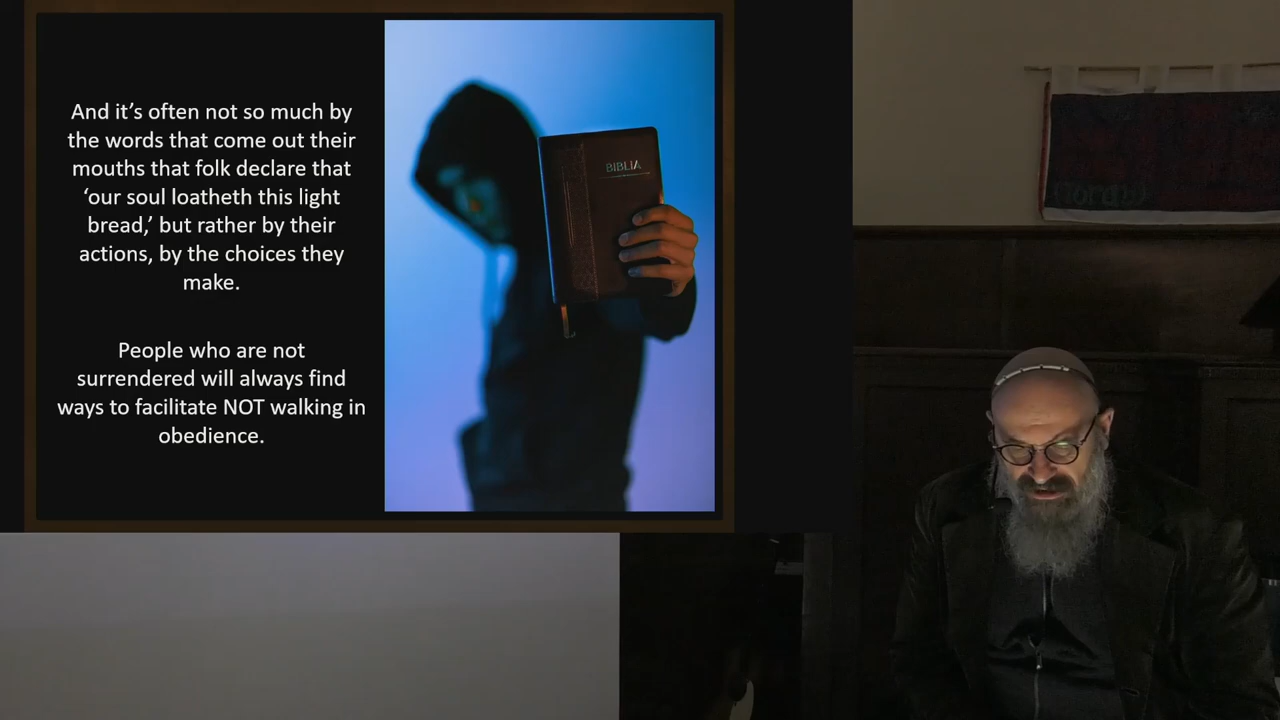 And it’s often not so much by
the words that come out their
mouths that folk declare that
‘our soul loatheth this light
bread,’ but rather by their
actions, by the choices they
make.
People who are not
surrendered will always find
ways to facilitate NOT walking in
obedience.
BIBLIA